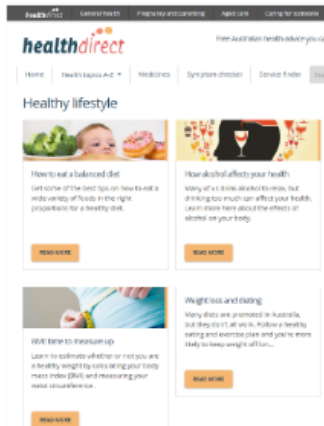 healthdirect General health Pregnancy and parenting Aged care Caring for someone
healthdirect
Free Australian health advice you ca
Home Health topics A-Z Medicines Symptom checker Service finder
Healthy lifestyle
How to eat a balanced diet
Get some of the best tips on how to eat a
wide variety of foods in the right
proportions for a healthy diet.
READ MORE
How alcohol affects your health
Many of us drink alcohol to relax, but
drinking too much can affect your health.
Learn more here about the effects of
alcohol on your body.
READ MORE
BMI: time to measure up
Learn to estimate whether or not you are
a healthy weight by calculating your body
mass index (BMI) and measuring your
waist circumference.
READ MORE
Weight loss and dieting
Many diets are promoted in Australia,
but they don't all work. Follow a healthy
eating and exercise plan and you're more
likely to keep weight off lon...
READ MORE